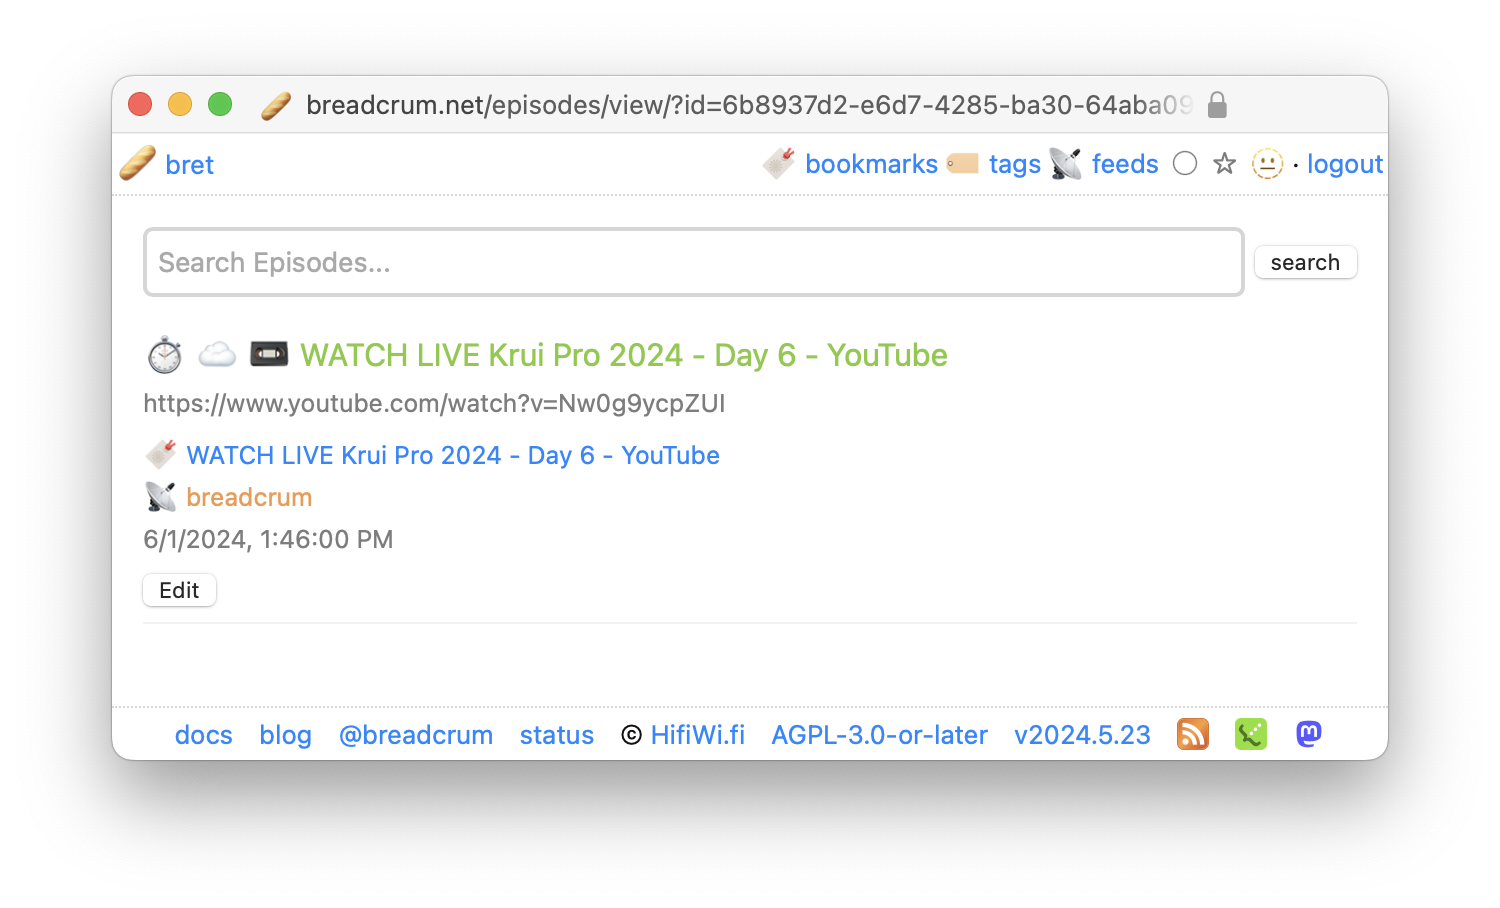 breadcrum.net/episodes/view/?id=6b8937d2-e6d7-4285-ba30-64aba09
bret bookmarks tags feeds · logout
Search Episodes... search
WATCH LIVE Krui Pro 2024 - Day 6 - YouTube
https://www.youtube.com/watch?v=Nw0g9ycpZUI
WATCH LIVE Krui Pro 2024 - Day 6 - YouTube
breadcrum
6/1/2024, 1:46:00 PM
Edit
docs blog @breadcrum status © HifiWi.fi AGPL-3.0-or-later v2024.5.23